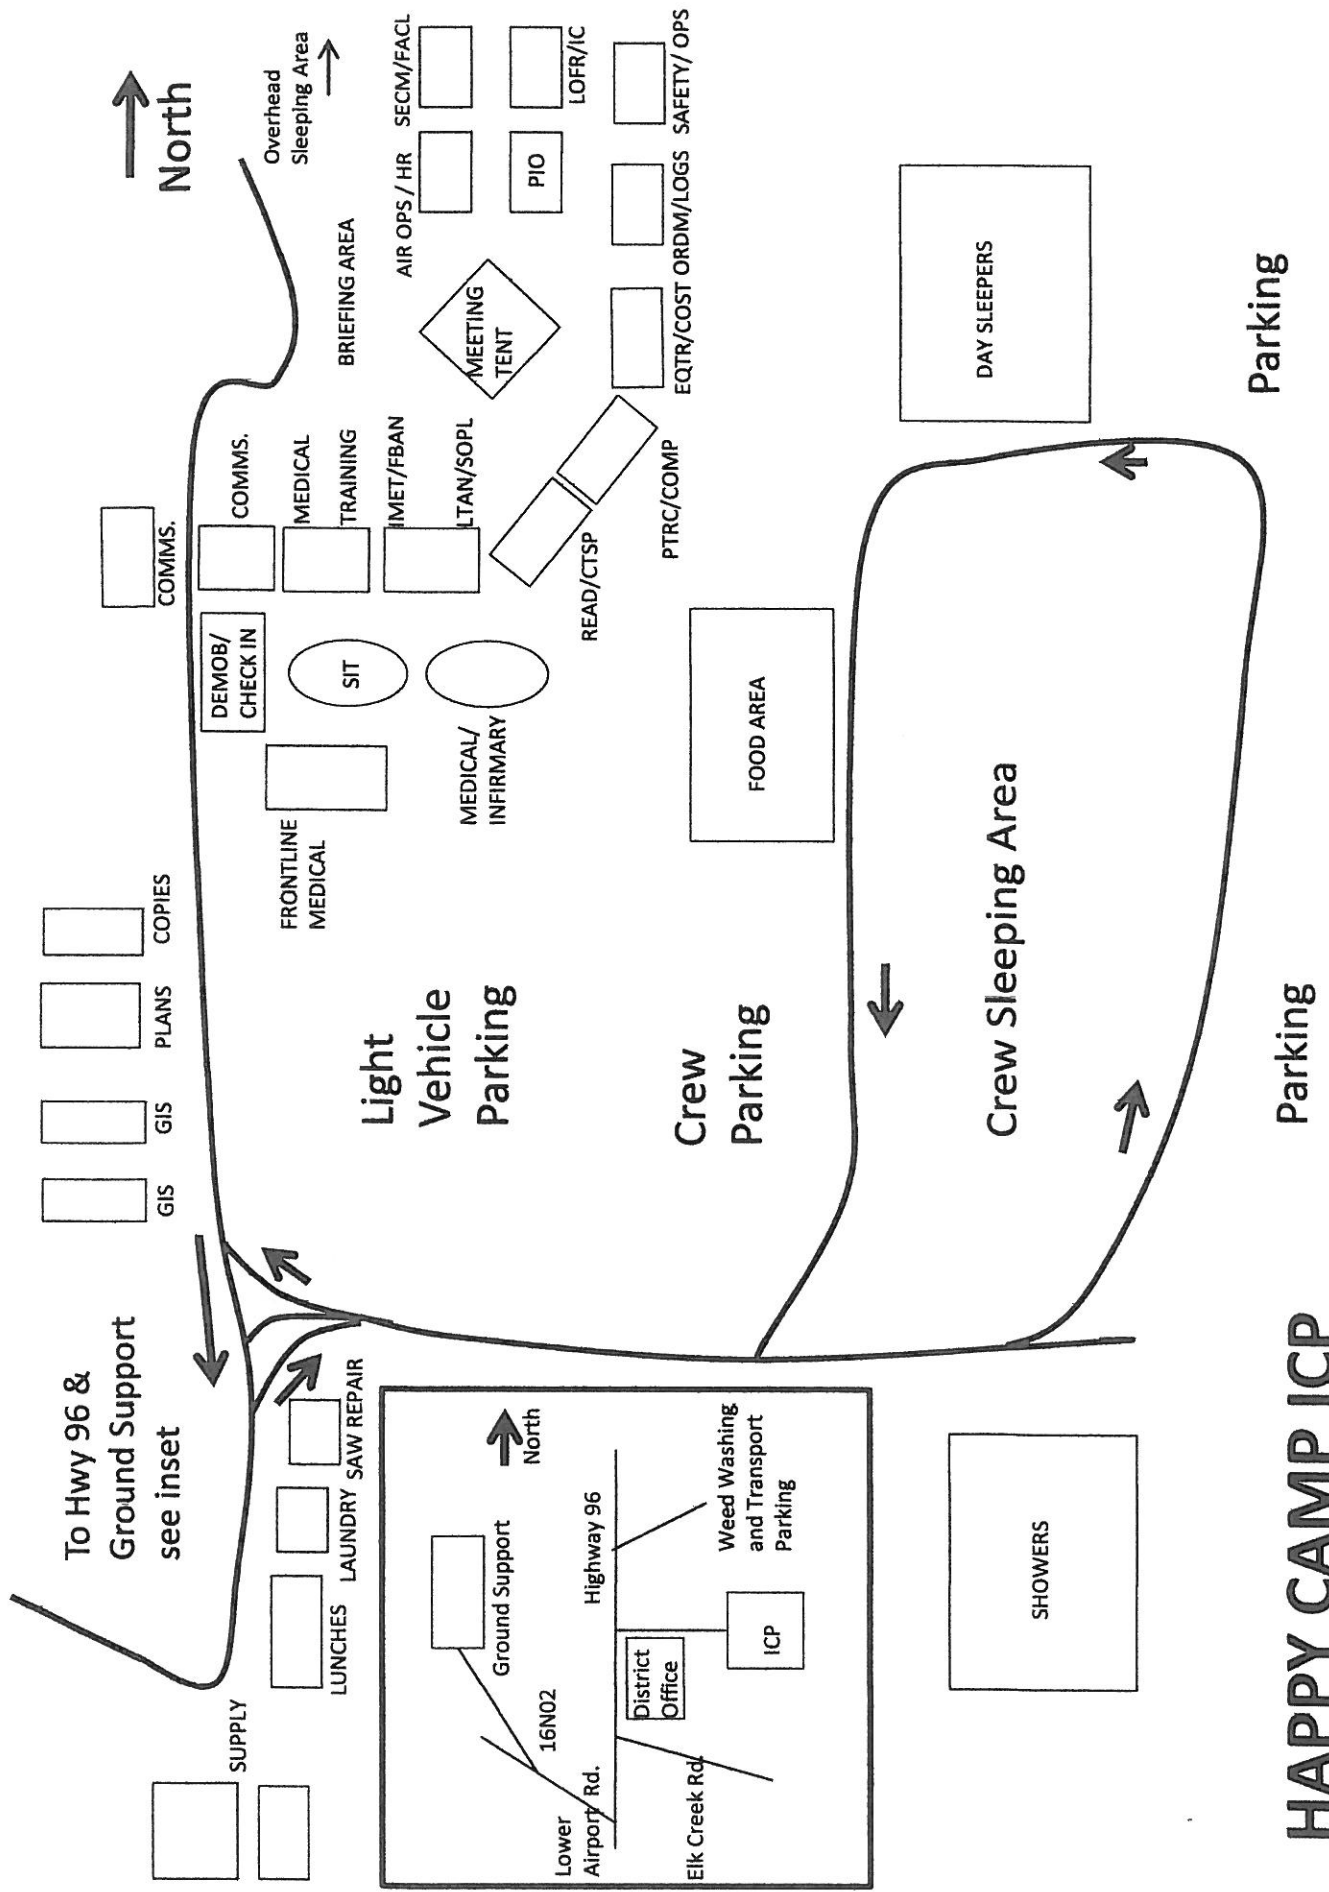 To Hwy 96 &
Ground Support
see inset
GIS
GIS
PLANS
COPIES
COMMS.
North
Overhead
Sleeping Area
SUPPLY
LUNCHES
LAUNDRY
SAW REPAIR
FRONTLINE
MEDICAL
DEMOB/
CHECK IN
COMMS.
MEDICAL
TRAINING
IMET/FBAN
LTAN/SOPL
SIT
MEDICAL/
INFIRMARY
BRIEFING AREA
AIR OPS / HR
SECM/FACL
MEETING
TENT
PIO
LOFR/IC
READ/CTSP
PTRC/COMP
EQTR/COST
ORDM/LOGS
SAFETY/ OPS
Light
Vehicle
Parking
Crew
Parking
FOOD AREA
DAY SLEEPERS
Crew Sleeping Area
Parking
Parking
North
Ground Support
16N02
Lower
Airport Rd.
Highway 96
District
Office
Elk Creek Rd.
ICP
Weed Washing
and Transport
Parking
SHOWERS
HAPPY CAMP ICP